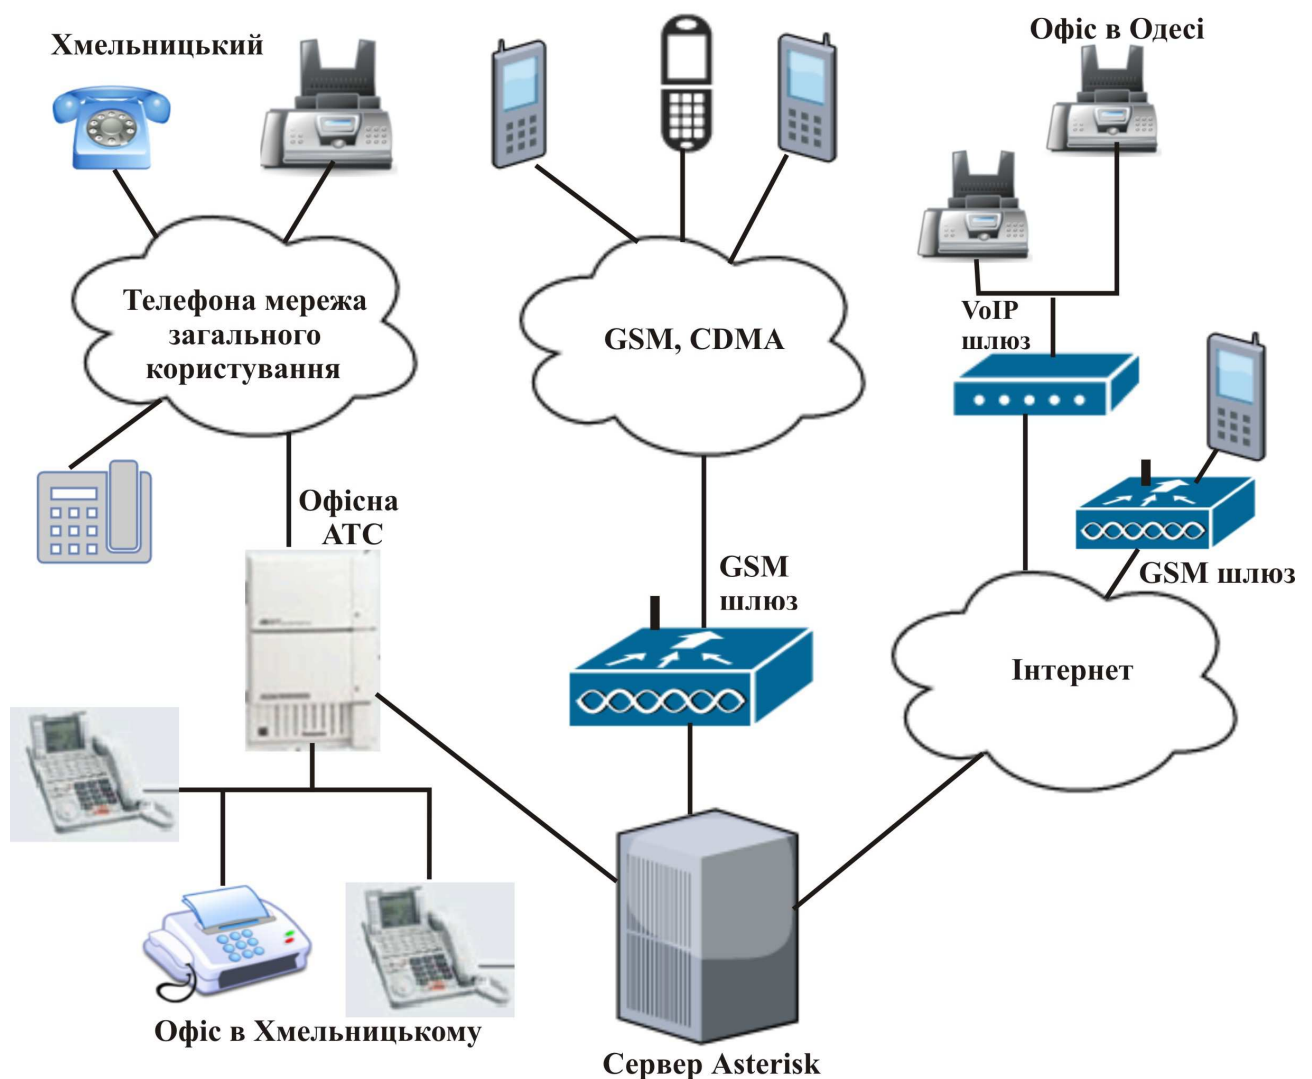 Хмельницький
Офіс в Одесі
Телефона мережа
загального
користування
GSM, CDMA
VoIP
шлюз
Офісна
АТС
GSM
шлюз
GSM шлюз
Інтернет
Офіс в Хмельницькому
Сервер Asterisk